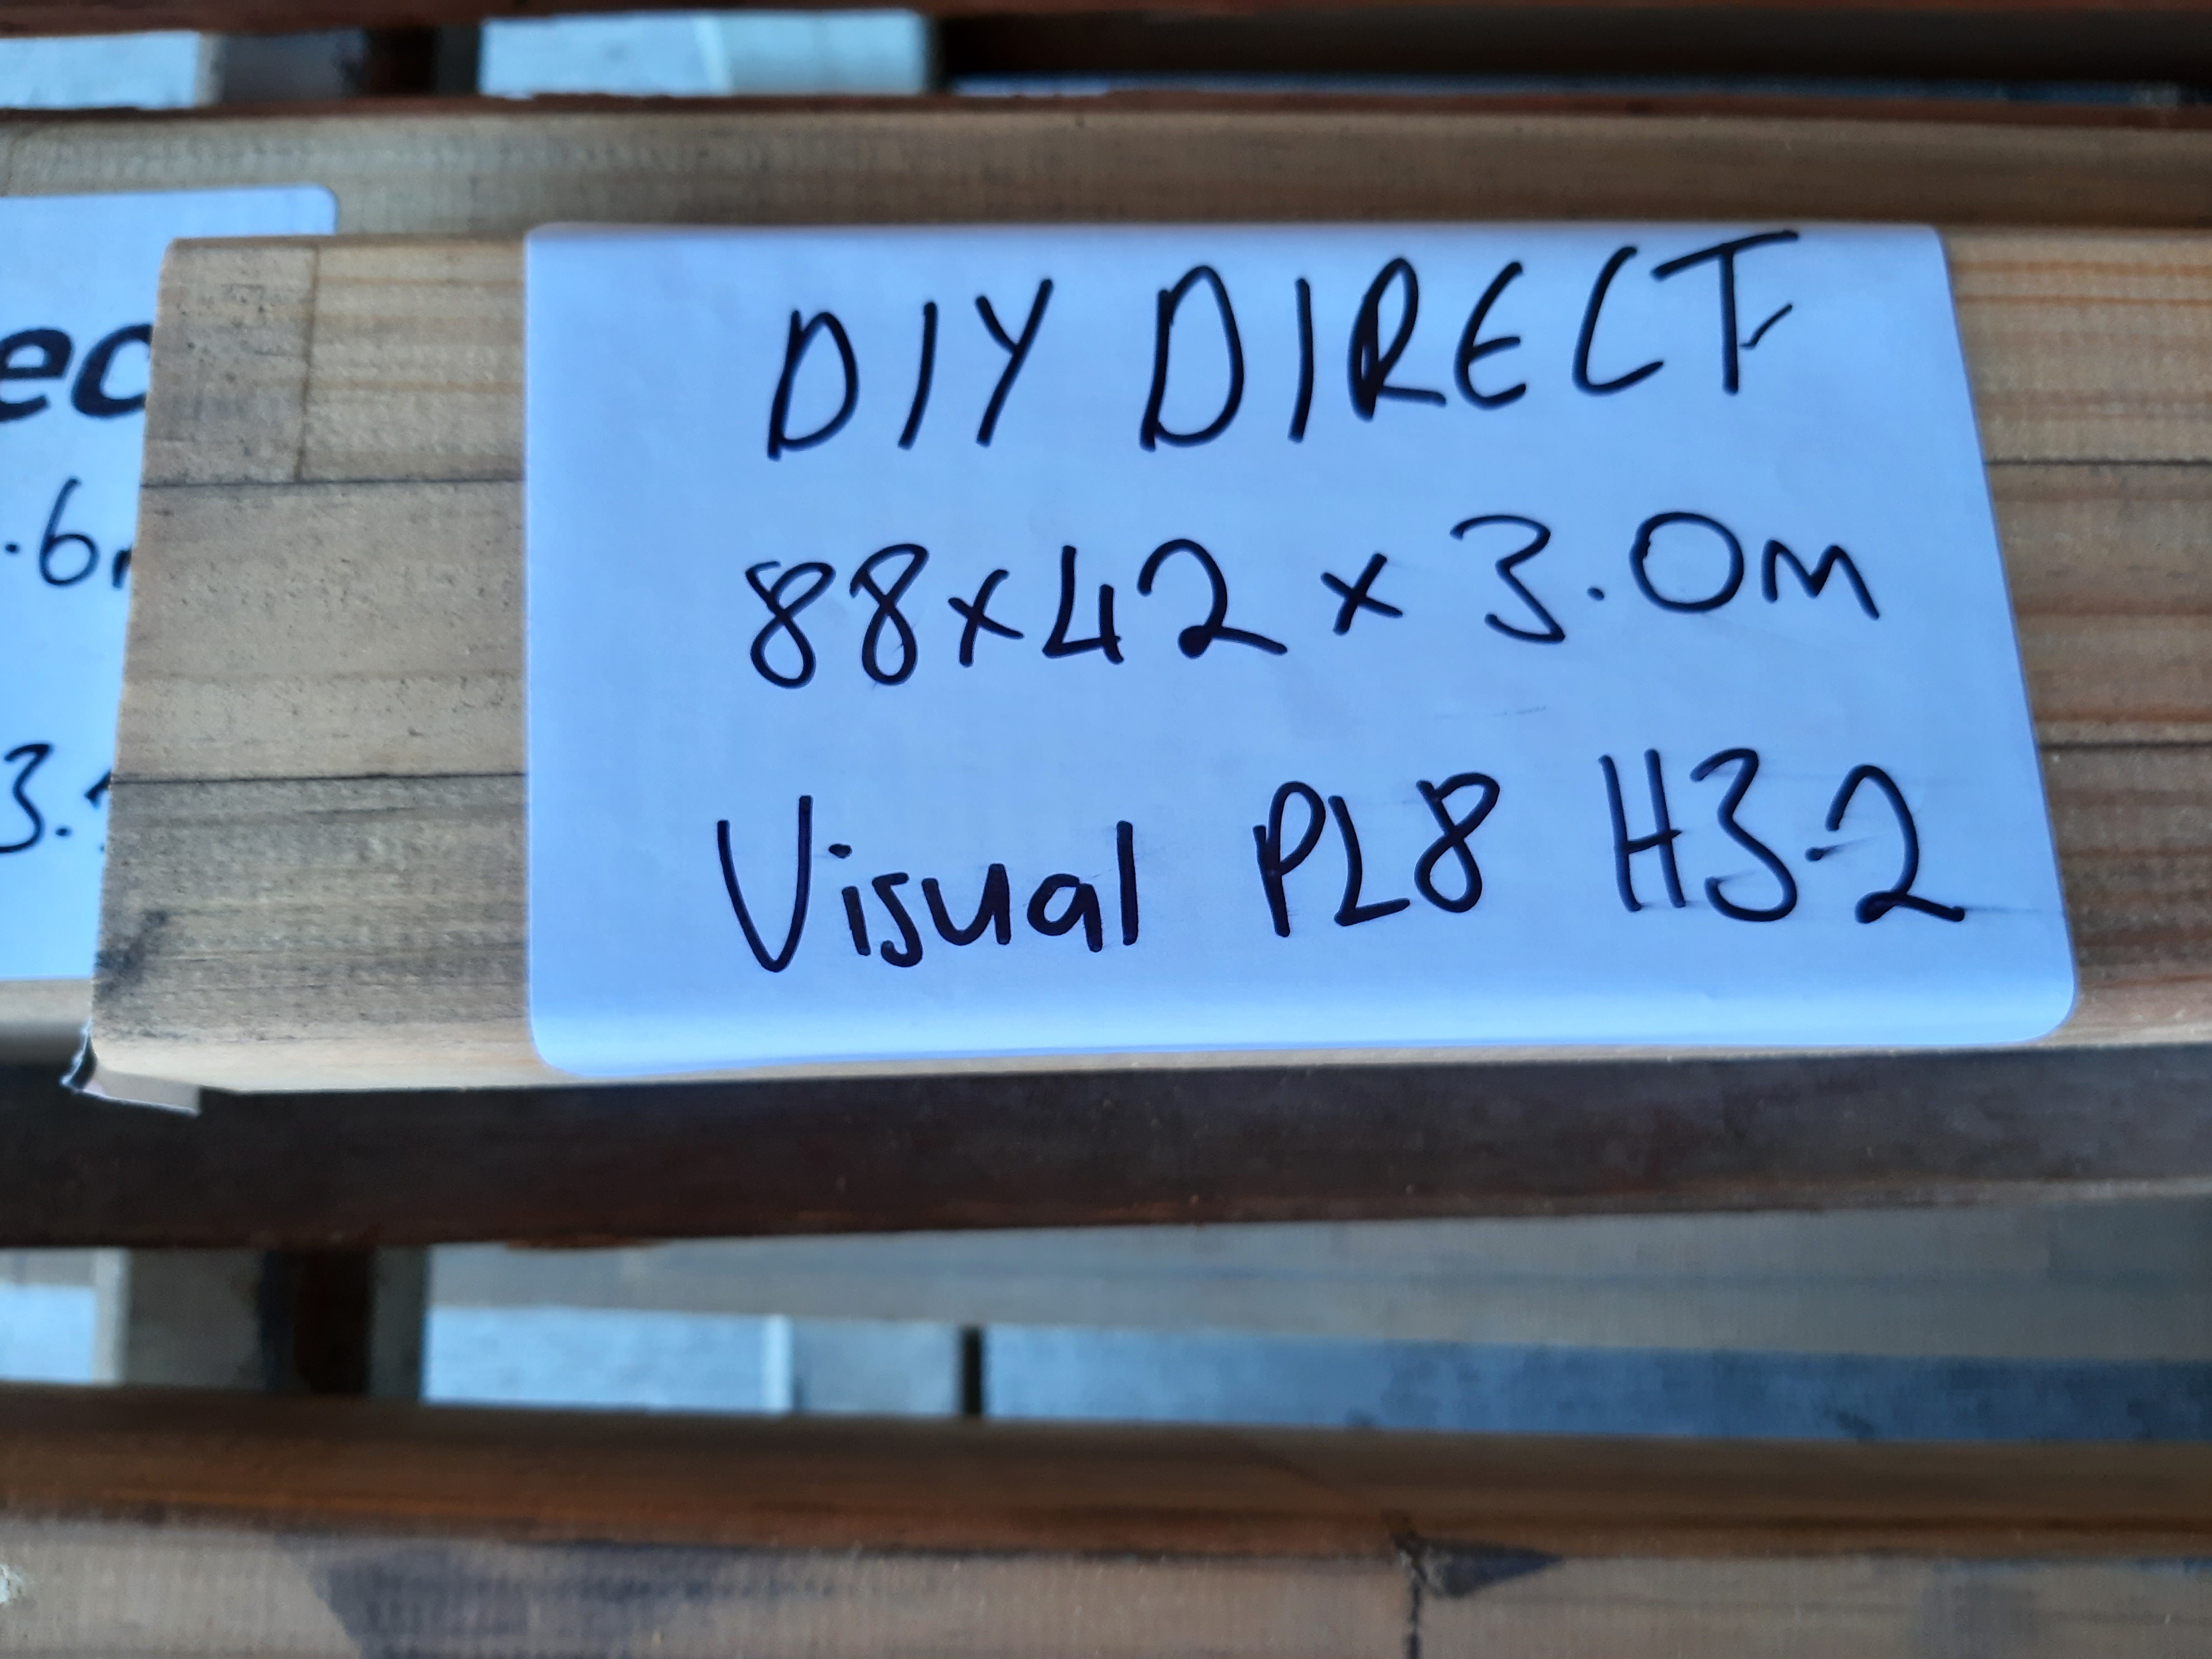 DIY DIRECT
88x42 x 3.0m
Visual PL8 H3.2